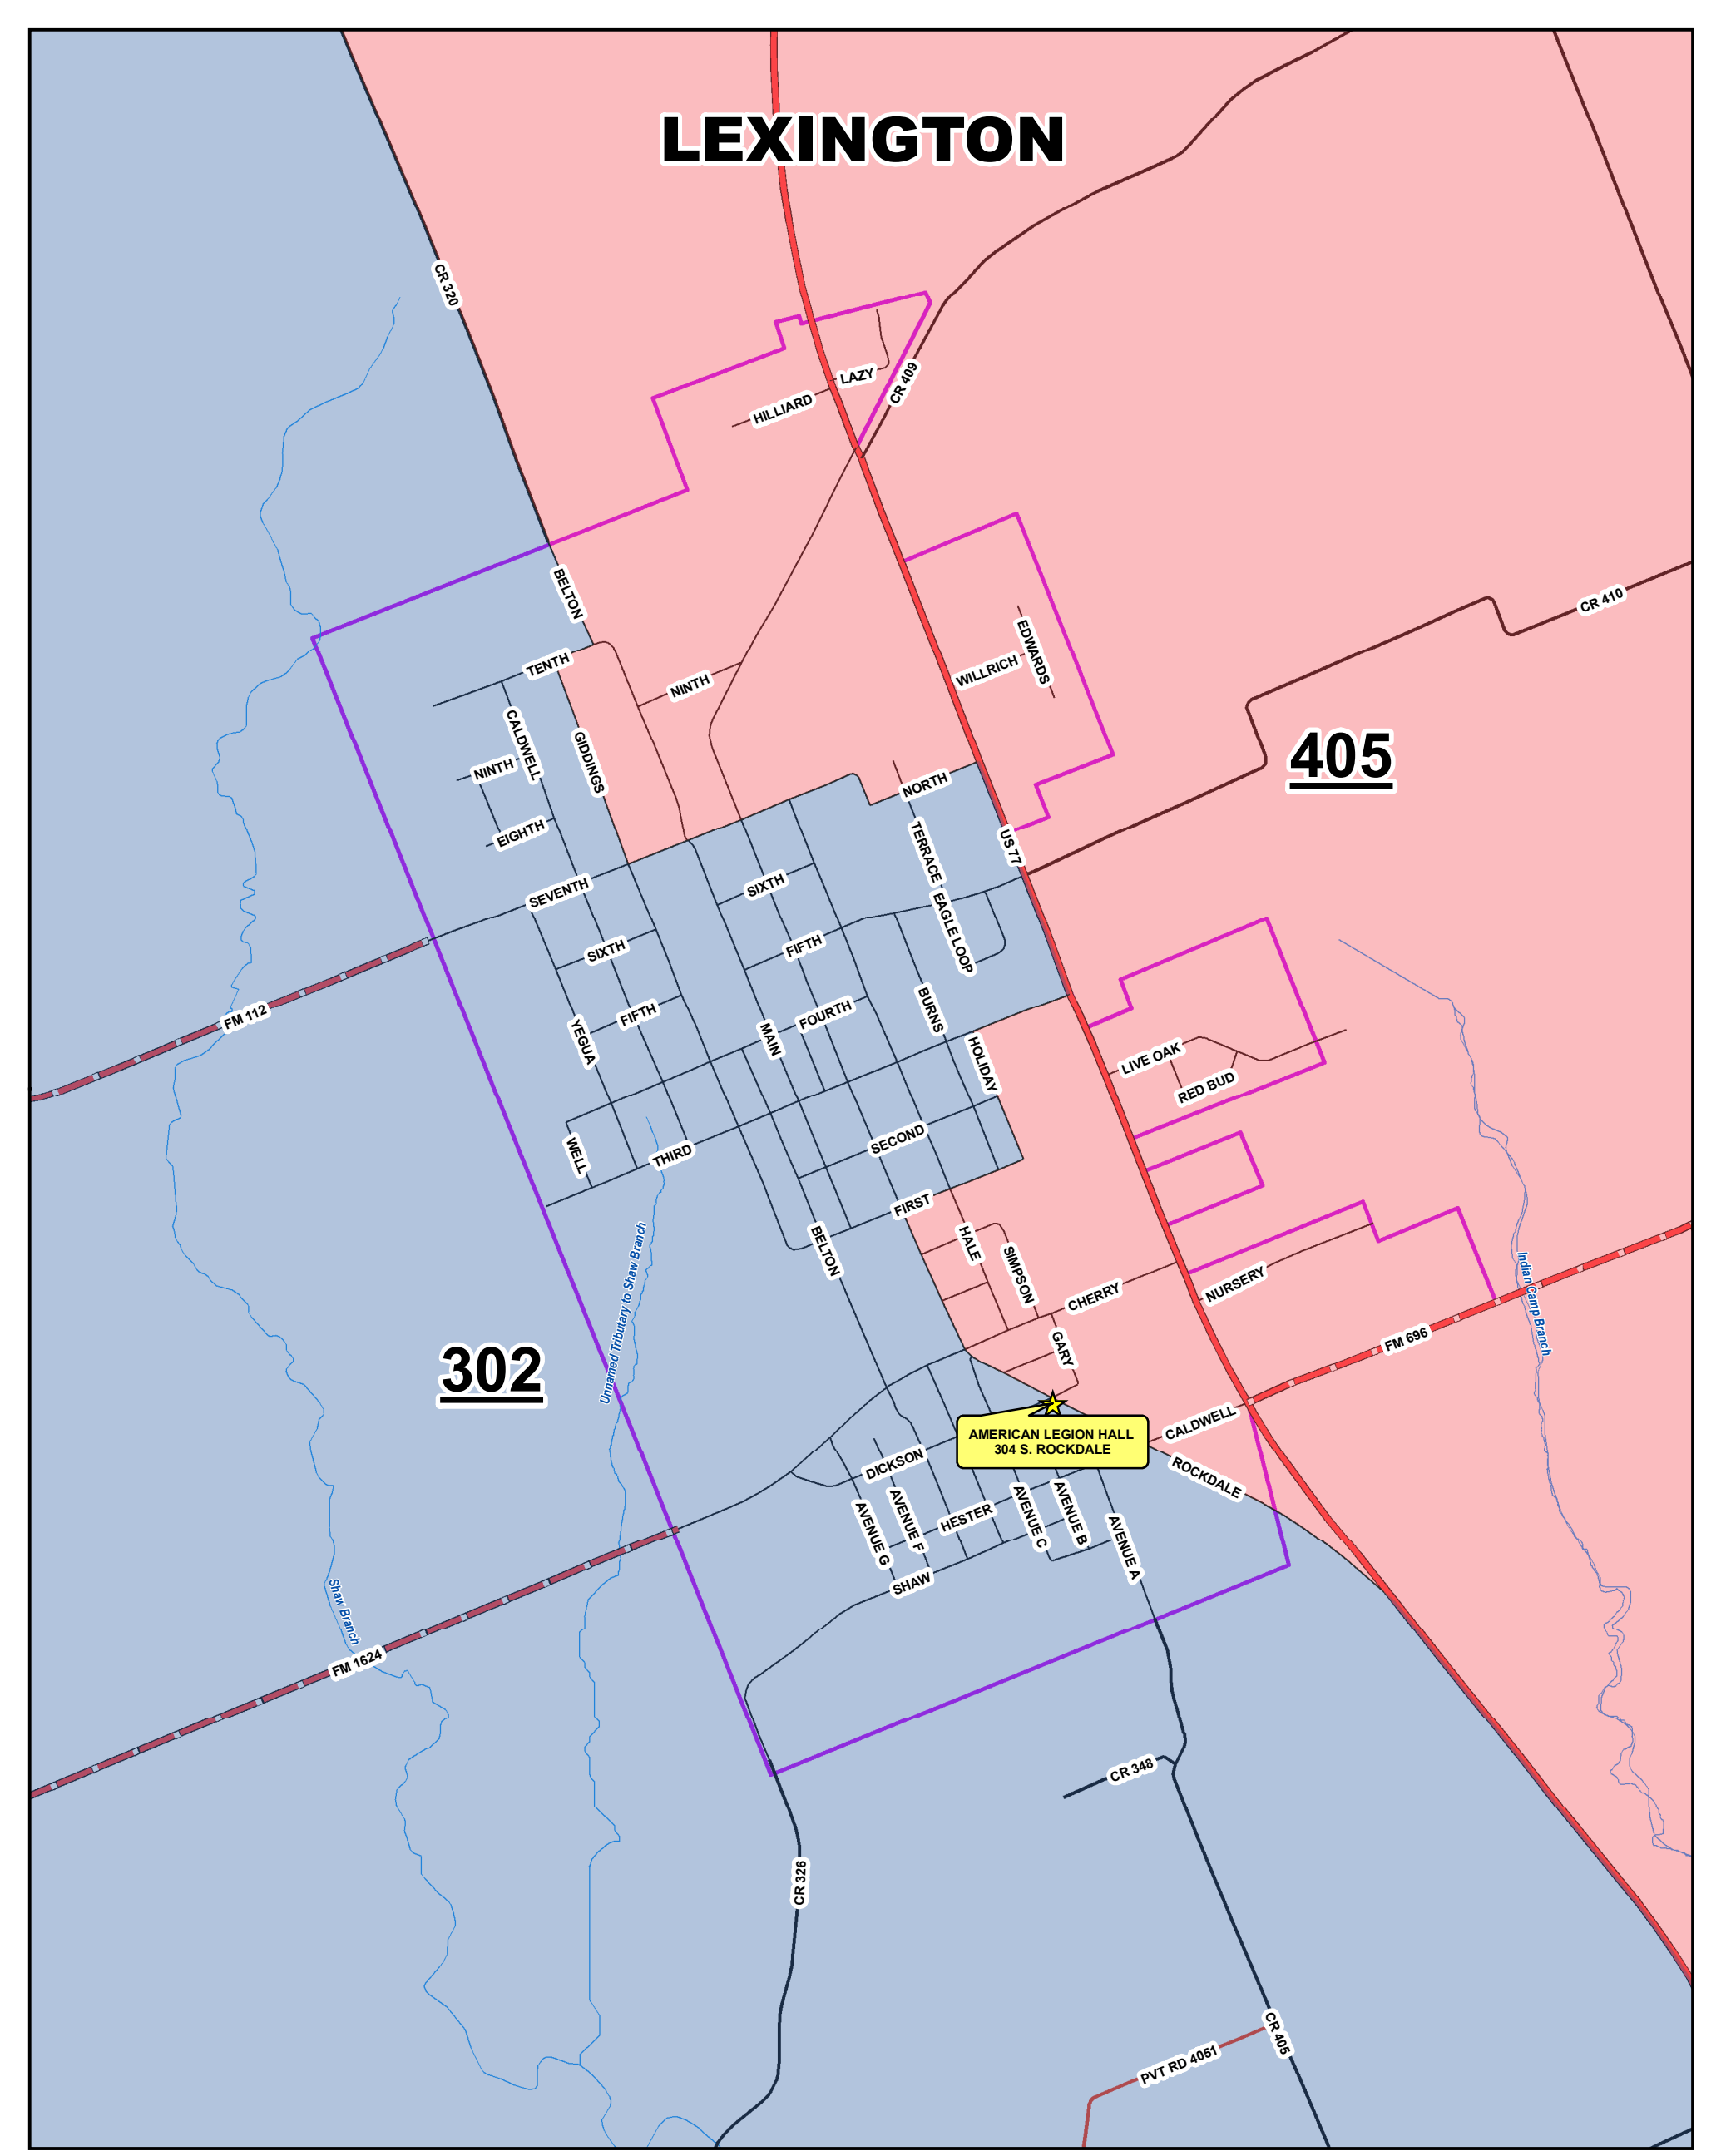 LEXINGTON
CR 320
LAZY
CR 409
HILLIARD
BELTON
CR 410
EDWARDS
TENTH
WILLRICH
NINTH
CALDWELL
GIDDINGS
405
NINTH
NORTH
EIGHTH
TERRACE
US 77
SEVENTH
SIXTH
EAGLE LOOP
SIXTH
FIFTH
FM 112
FIFTH
YEGUA
MAIN
FOURTH
BURNS
HOLIDAY
LIVE OAK
RED BUD
WELL
THIRD
SECOND
FIRST
BELTON
HALE
SIMPSON
CHERRY
NURSERY
Unnamed Tributary to Shaw Branch
Indian Camp Branch
GARY
FM 696
302
AMERICAN LEGION HALL
304 S. ROCKDALE
CALDWELL
DICKSON
ROCKDALE
AVENUE G
AVENUE F
HESTER
AVENUE C
AVENUE B
AVENUE A
SHAW
Shaw Branch
FM 1624
CR 348
CR 326
CR 405
PVT RD 4051